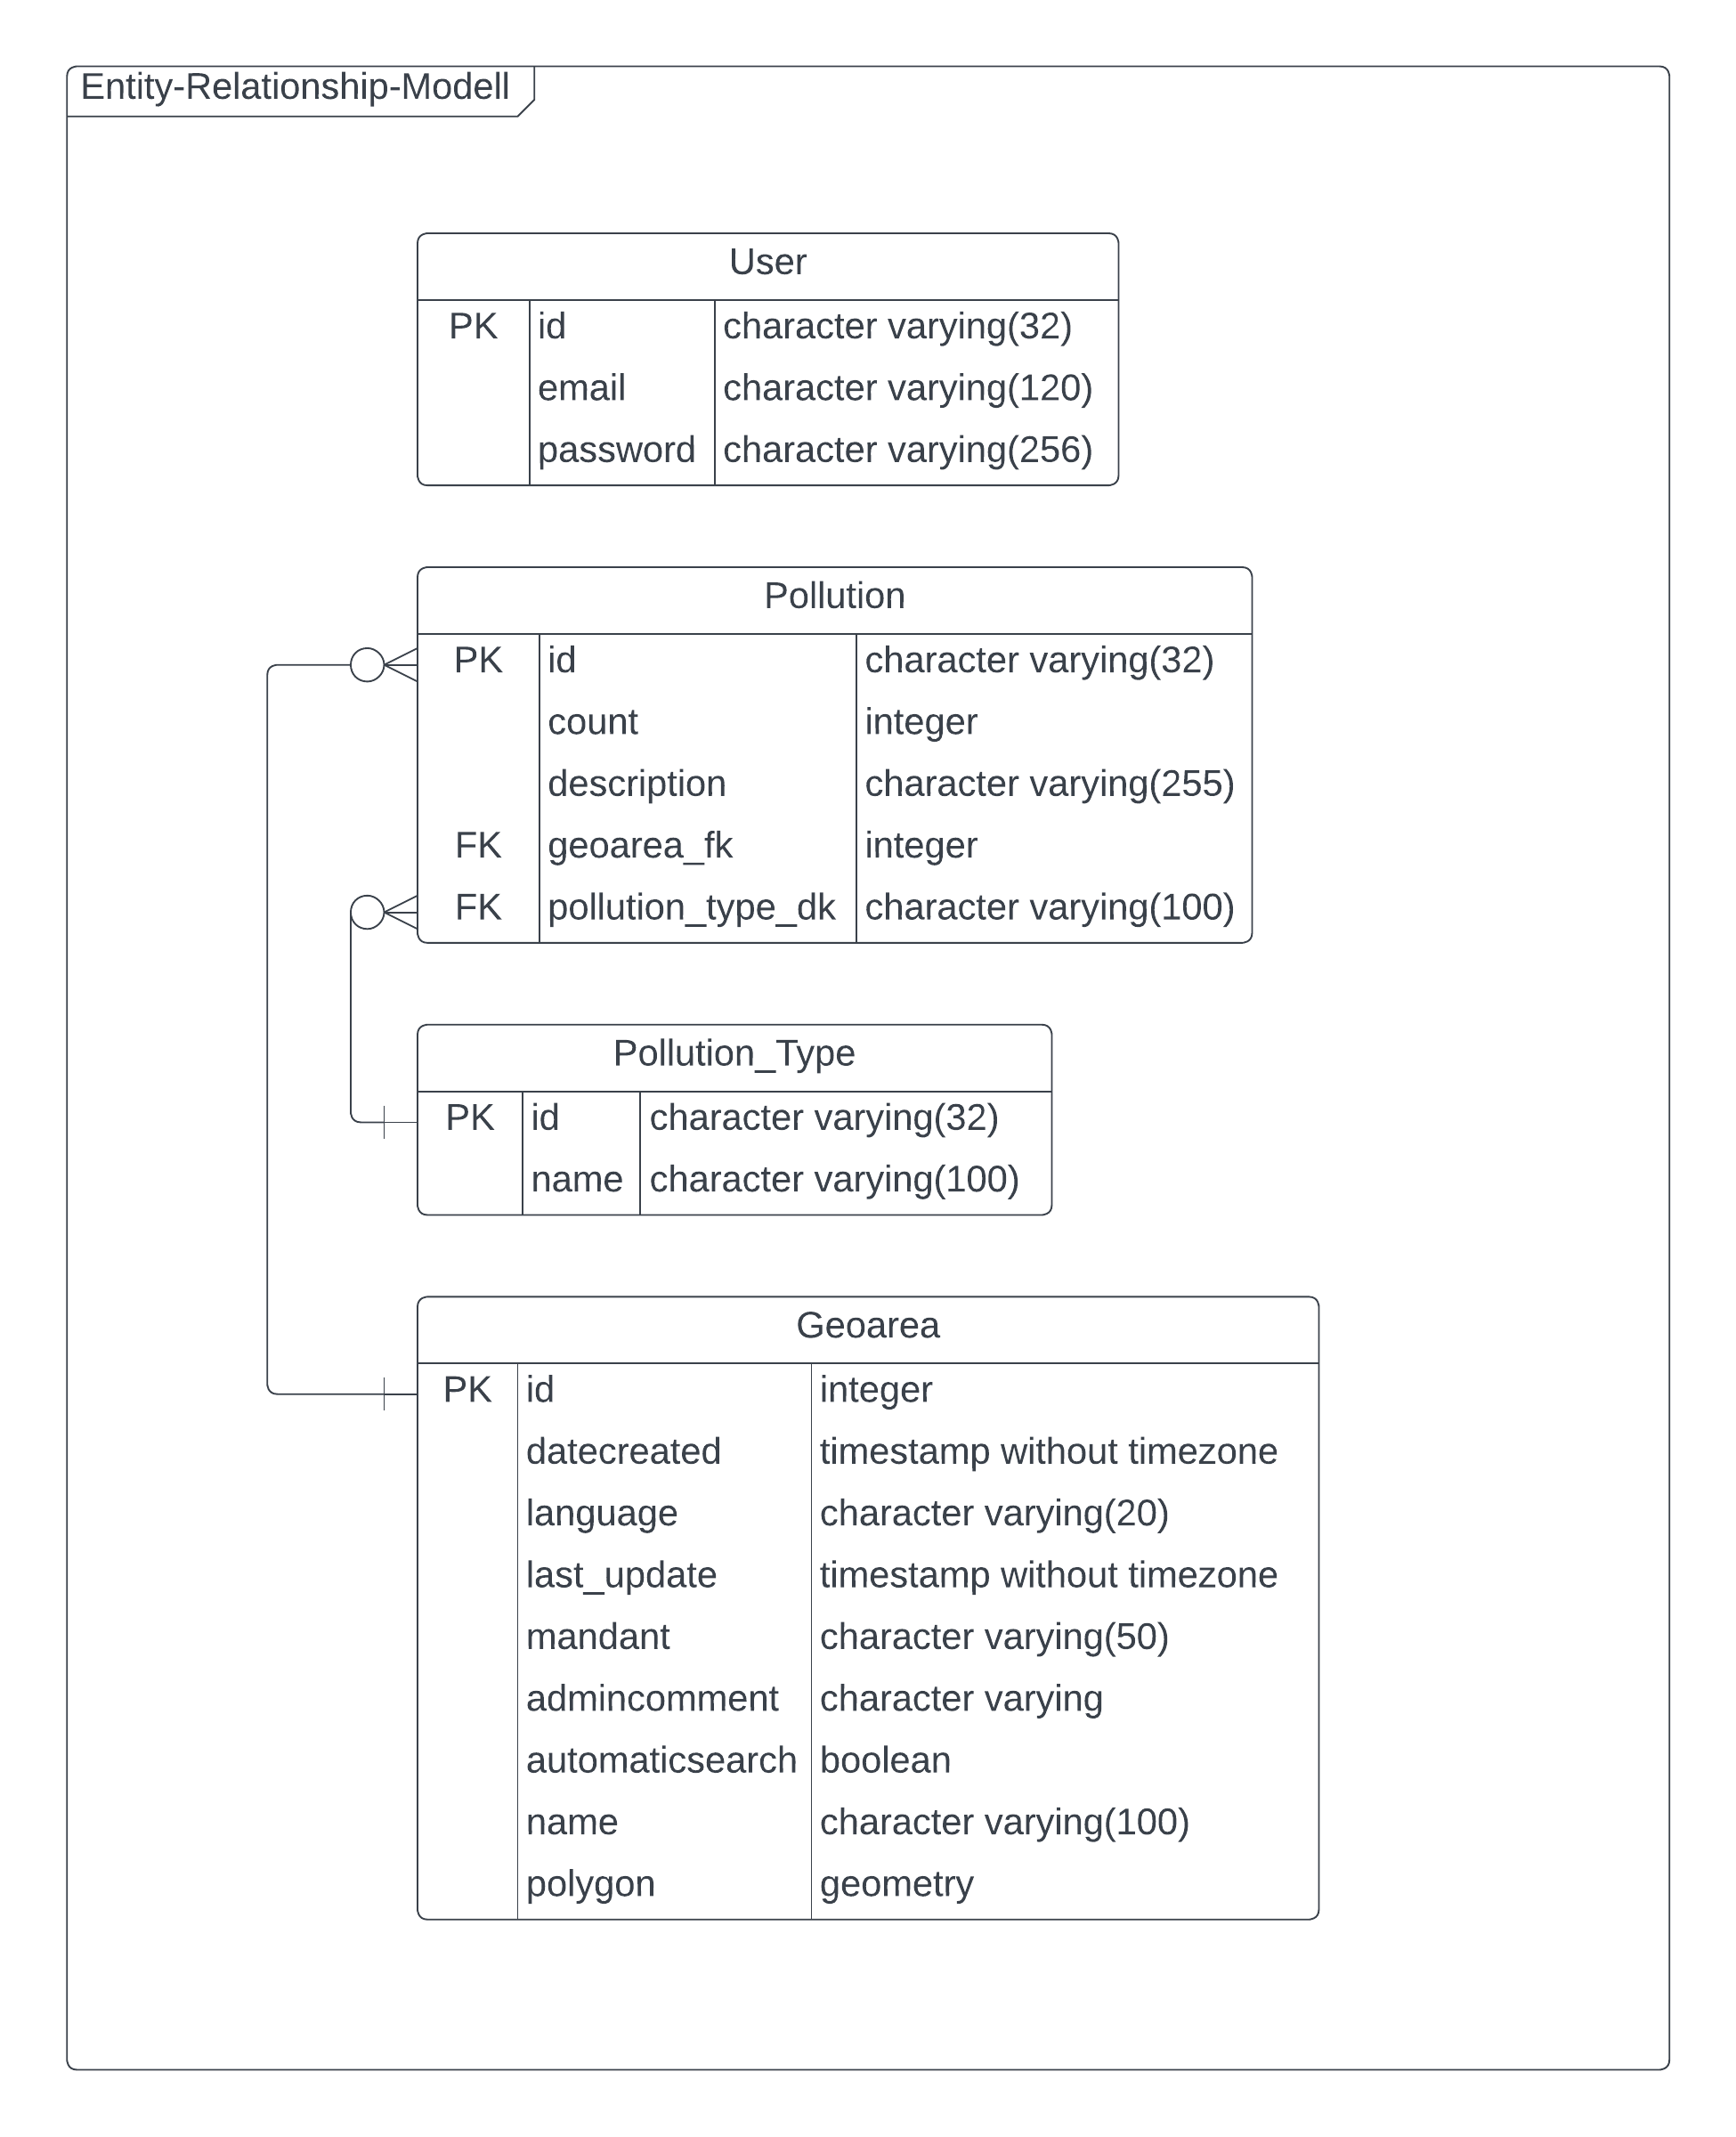 Entity-Relationship-Modell
User
PK id character varying(32)
email character varying(120)
password character varying(256)
Pollution
PK id character varying(32)
count integer
description character varying(255)
FK geoarea_fk integer
FK pollution_type_dk character varying(100)
Pollution_Type
PK id character varying(32)
name character varying(100)
Geoarea
PK id integer
datecreated timestamp without timezone
language character varying(20)
last_update timestamp without timezone
mandant character varying(50)
admincomment character varying
automaticsearch boolean
name character varying(100)
polygon geometry